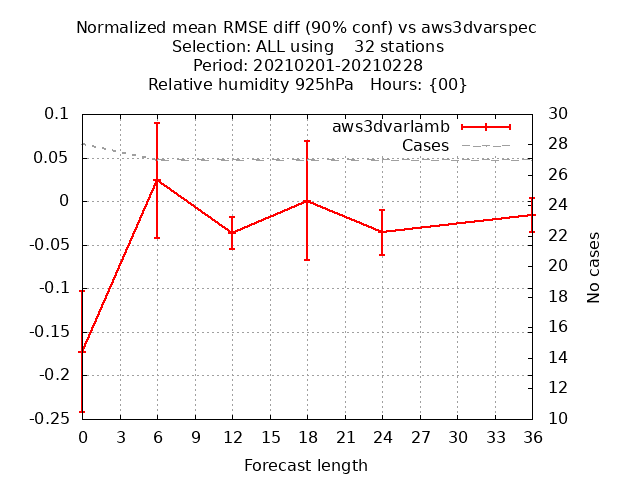 Normalized mean RMSE diff (90% conf) vs aws3dvarspec
Selection: ALL using    32 stations
Period: 20210201-20210228
Relative humidity 925hPa   Hours: {00}
0.1
0.05
0
-0.05
-0.1
-0.15
-0.2
-0.25
aws3dvarlamb
Cases
30
28
26
24
22
20
18
16
14
12
10
No cases
0 3 6 9 12 15 18 21 24 27 30 33 36
Forecast length